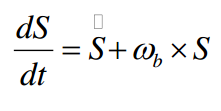 dS/dt = S⃞ + ω_b × S